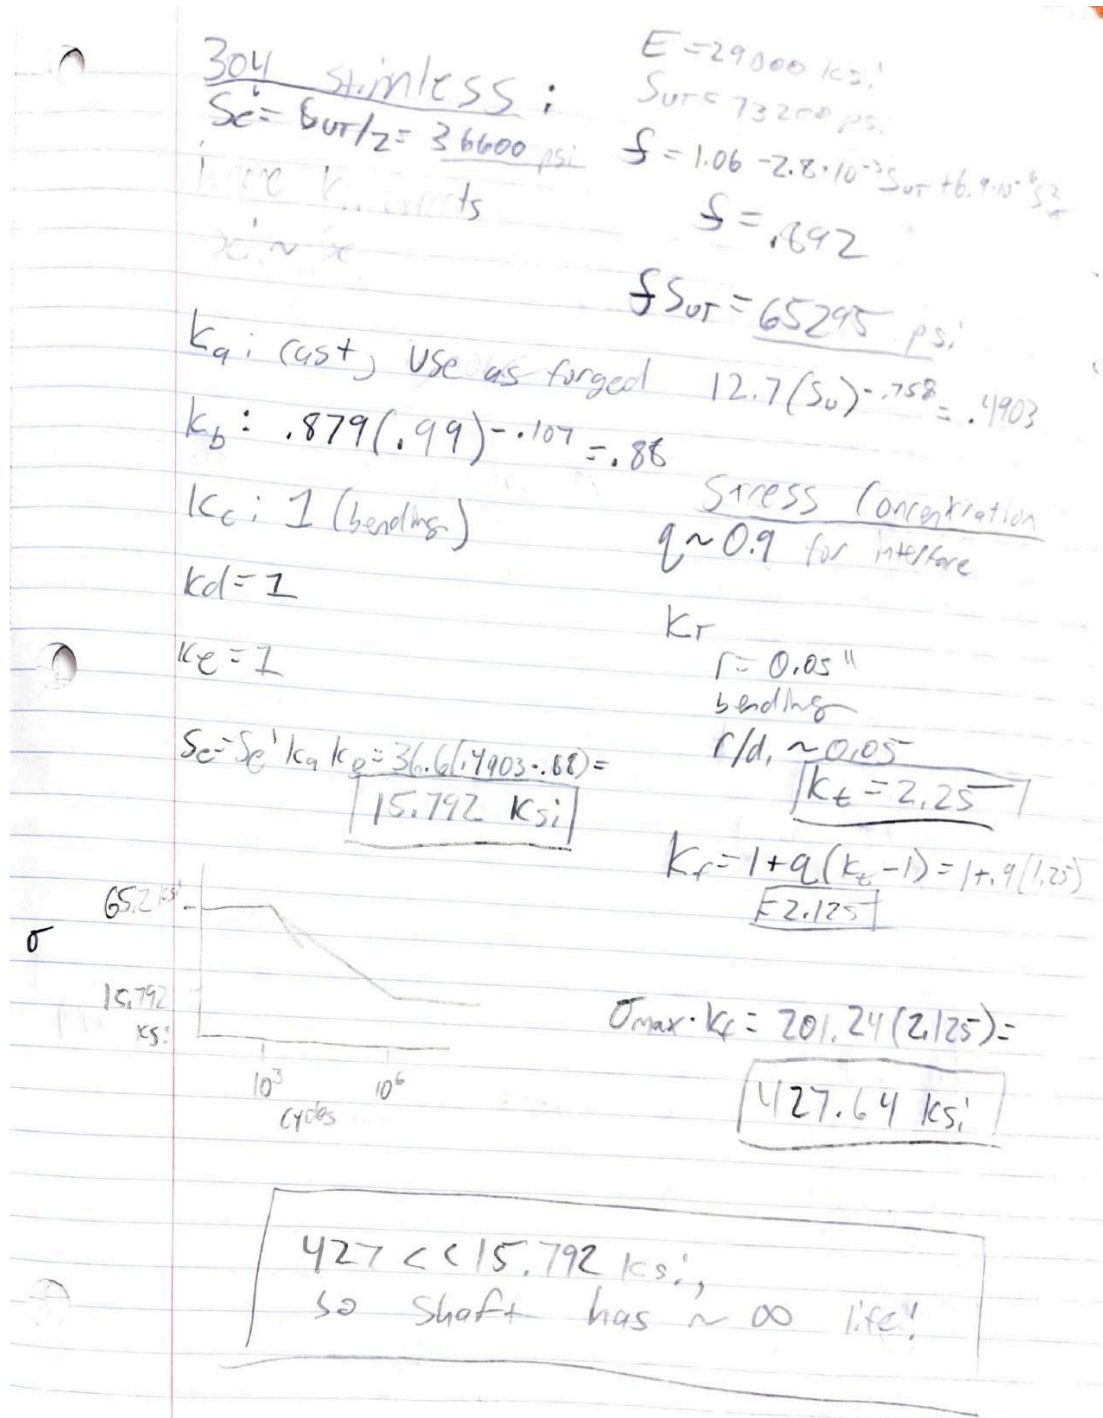 304 stainless:
E = 29000 ksi
SUT = 73200 psi
Se' = SUT/2 = 36600 psi
f = 1.06 - 2.8·10⁻³ SUT + 6.9·10⁻⁶ S²UT
f = .892
f SUT = 65295 psi
ka: cast, use as forged 12.7(Su)^-.758 = .4903
kb: .879(.99)^-.107 = .88
kc: 1 (bending)
kd = 1
ke = 1
Se = Se' ka kb = 36.6(.4903·.88) =
15.792 ksi
Stress Concentration
q ~ 0.9 for interface
KT
r = 0.05"
bending
r/d, ~ 0.05
kt = 2.25
Kf = 1 + q(kt - 1) = 1 + .9(1.25)
= 2.125
65.2 ksi
σ
15.792
ksi
10³ 10⁶
cycles
σmax · kf = 201.24(2.125) =
427.64 ksi
427 << 15.792 ksi,
so shaft has ~ ∞ life!